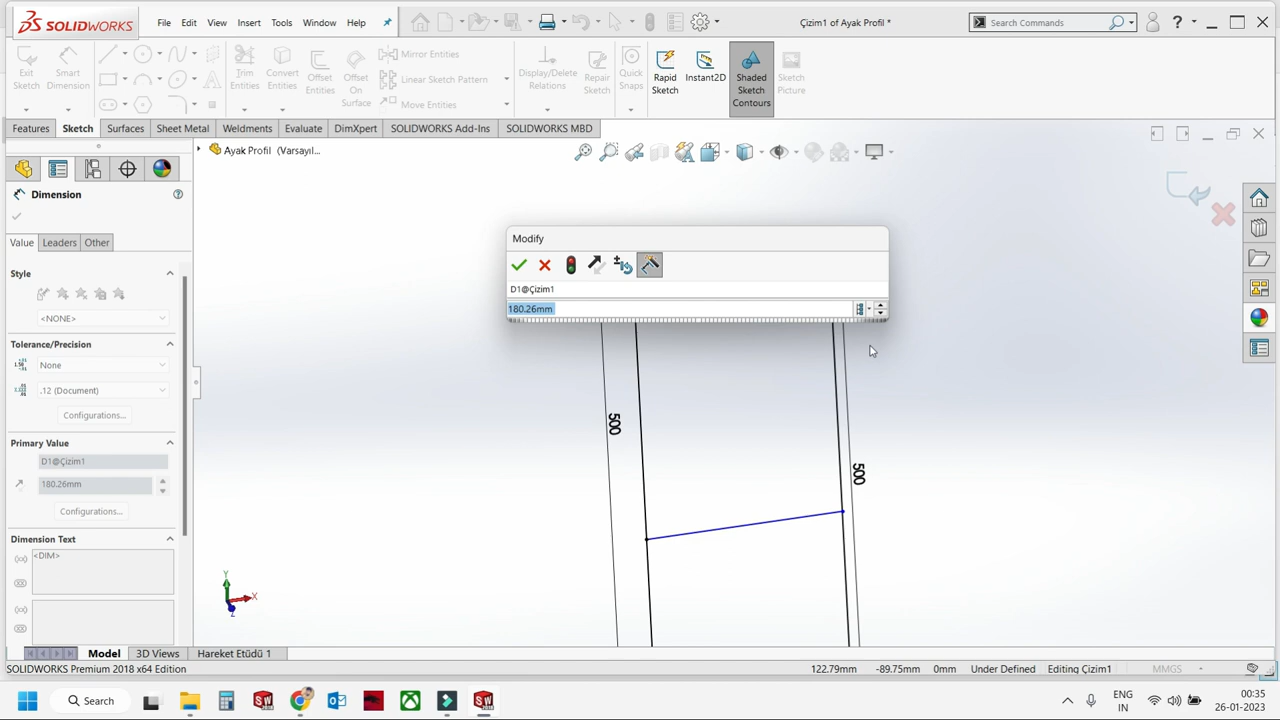 SOLIDWORKS
File Edit View Insert Tools Window Help
Çizim1 of Ayak Profil *
Search Commands
?
Exit Sketch
Smart Dimension
Trim Entities
Convert Entities
Offset Entities
Offset On Surface
Mirror Entities
Linear Sketch Pattern
Move Entities
Display/Delete Relations
Repair Sketch
Quick Snaps
Rapid Sketch
Instant2D
Shaded Sketch Contours
Sketch Picture
Features Sketch Surfaces Sheet Metal Weldments Evaluate DimXpert SOLIDWORKS Add-Ins SOLIDWORKS MBD
Ayak Profil (Varsayıl...
Dimension
Value Leaders Other
Style
<NONE>
Tolerance/Precision
None
.12 (Document)
Configurations...
Primary Value
D1@Çizim1
180.26mm
Configurations...
Dimension Text
<DIM>
Modify
D1@Çizim1
180.26mm
500
500
Y
X
Z
Model 3D Views Hareket Etüdü 1
SOLIDWORKS Premium 2018 x64 Edition
122.79mm -89.75mm 0mm Under Defined Editing Çizim1 MMGS -
Search
ENG
IN
00:35
26-01-2023